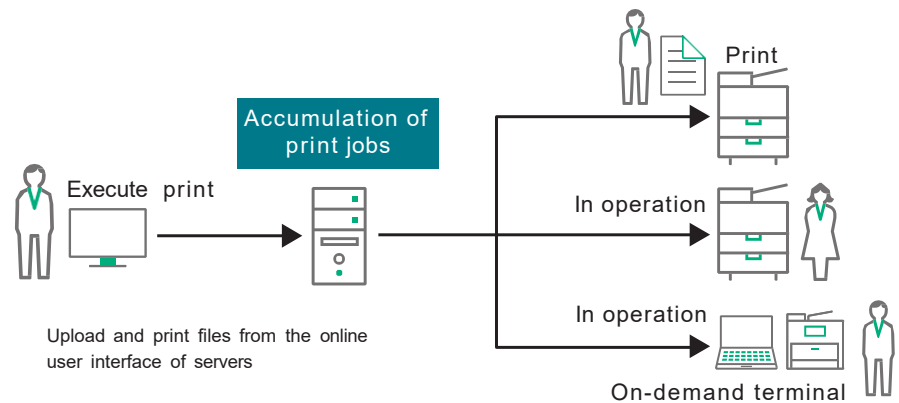 Print
Accumulation of
print jobs
Execute print
In operation
In operation
Upload and print files from the online
user interface of servers
On-demand terminal